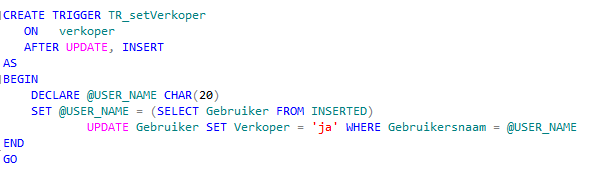 CREATE TRIGGER TR_setVerkoper
ON verkoper
AFTER UPDATE, INSERT
AS
BEGIN
DECLARE @USER_NAME CHAR(20)
SET @USER_NAME = (SELECT Gebruiker FROM INSERTED)
UPDATE Gebruiker SET Verkoper = 'ja' WHERE Gebruikersnaam = @USER_NAME
END
GO